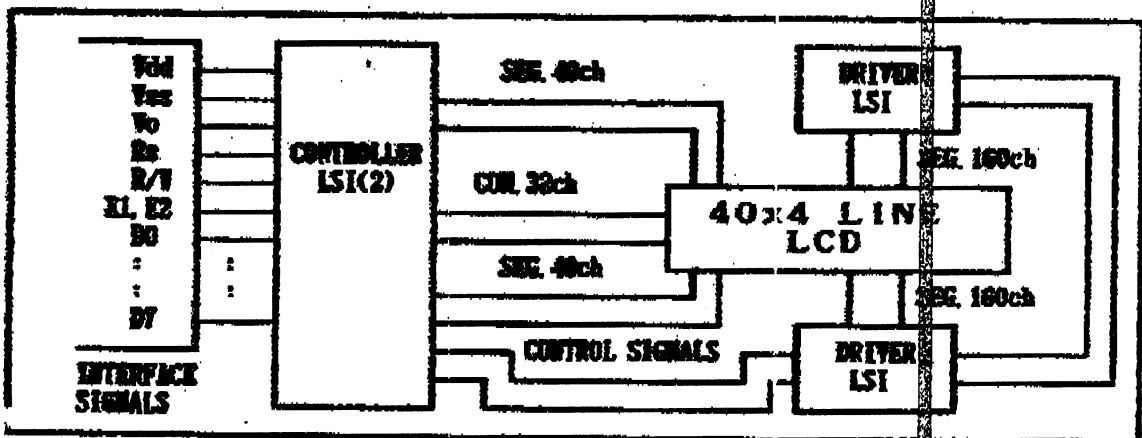 Vdd
Vss
Vo
Rs
R/W
E1, E2
D0
:
:
D7
INTERFACE
SIGNALS
CONTROLLER
LSI(2)
SEG. 40ch
COM. 32ch
SEG. 40ch
CONTROL SIGNALS
DRIVER
LSI
SEG. 160ch
40x4 LINE
LCD
SEG. 160ch
DRIVER
LSI